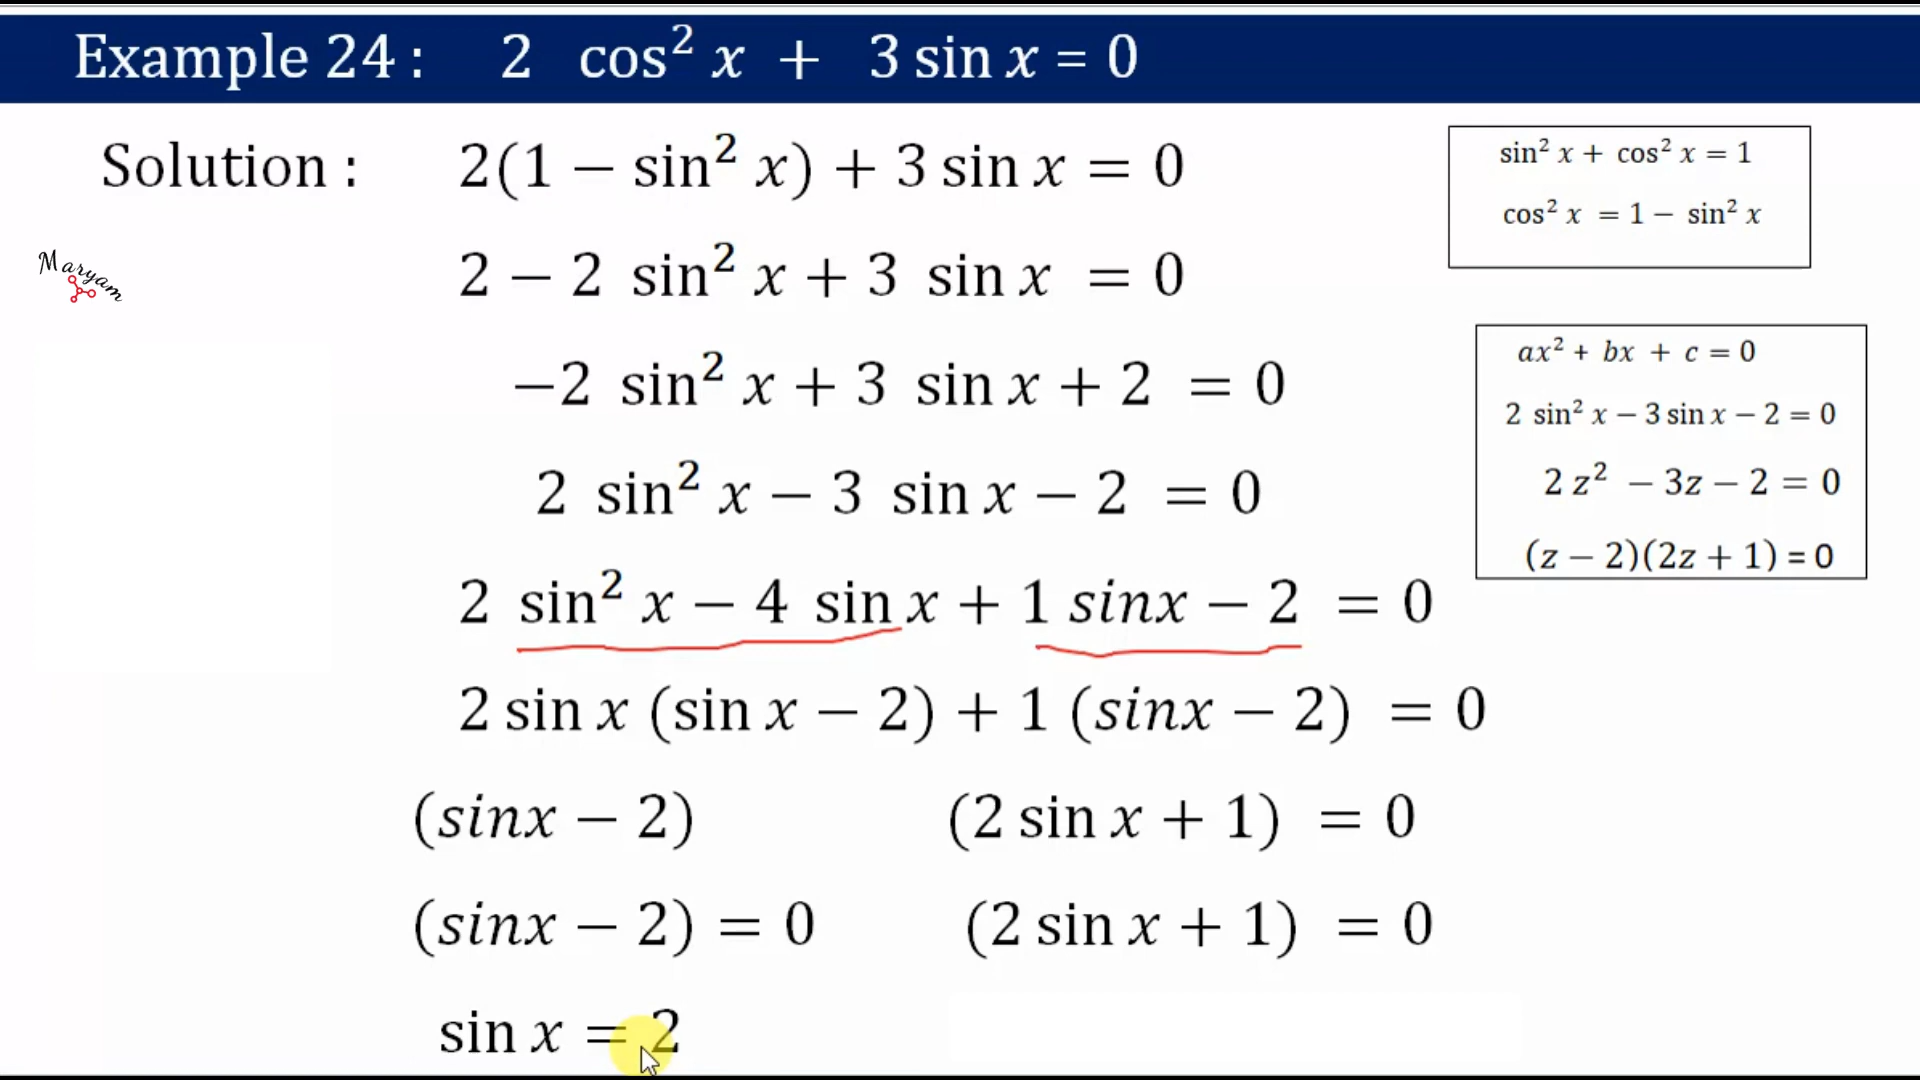 Example 24 : 2 cos² x + 3 sin x = 0
Solution : 2(1 − sin² x) + 3 sin x = 0
2 − 2 sin² x + 3 sin x = 0
−2 sin² x + 3 sin x + 2 = 0
2 sin² x − 3 sin x − 2 = 0
2 sin² x − 4 sin x + 1 sinx − 2 = 0
2 sin x (sin x − 2) + 1 (sinx − 2) = 0
(sinx − 2) (2 sin x + 1) = 0
(sinx − 2) = 0 (2 sin x + 1) = 0
sin x = 2
Maryam
sin² x + cos² x = 1
cos² x = 1 − sin² x
ax² + bx + c = 0
2 sin² x − 3 sin x − 2 = 0
2 z² − 3z − 2 = 0
(z − 2)(2z + 1) = 0